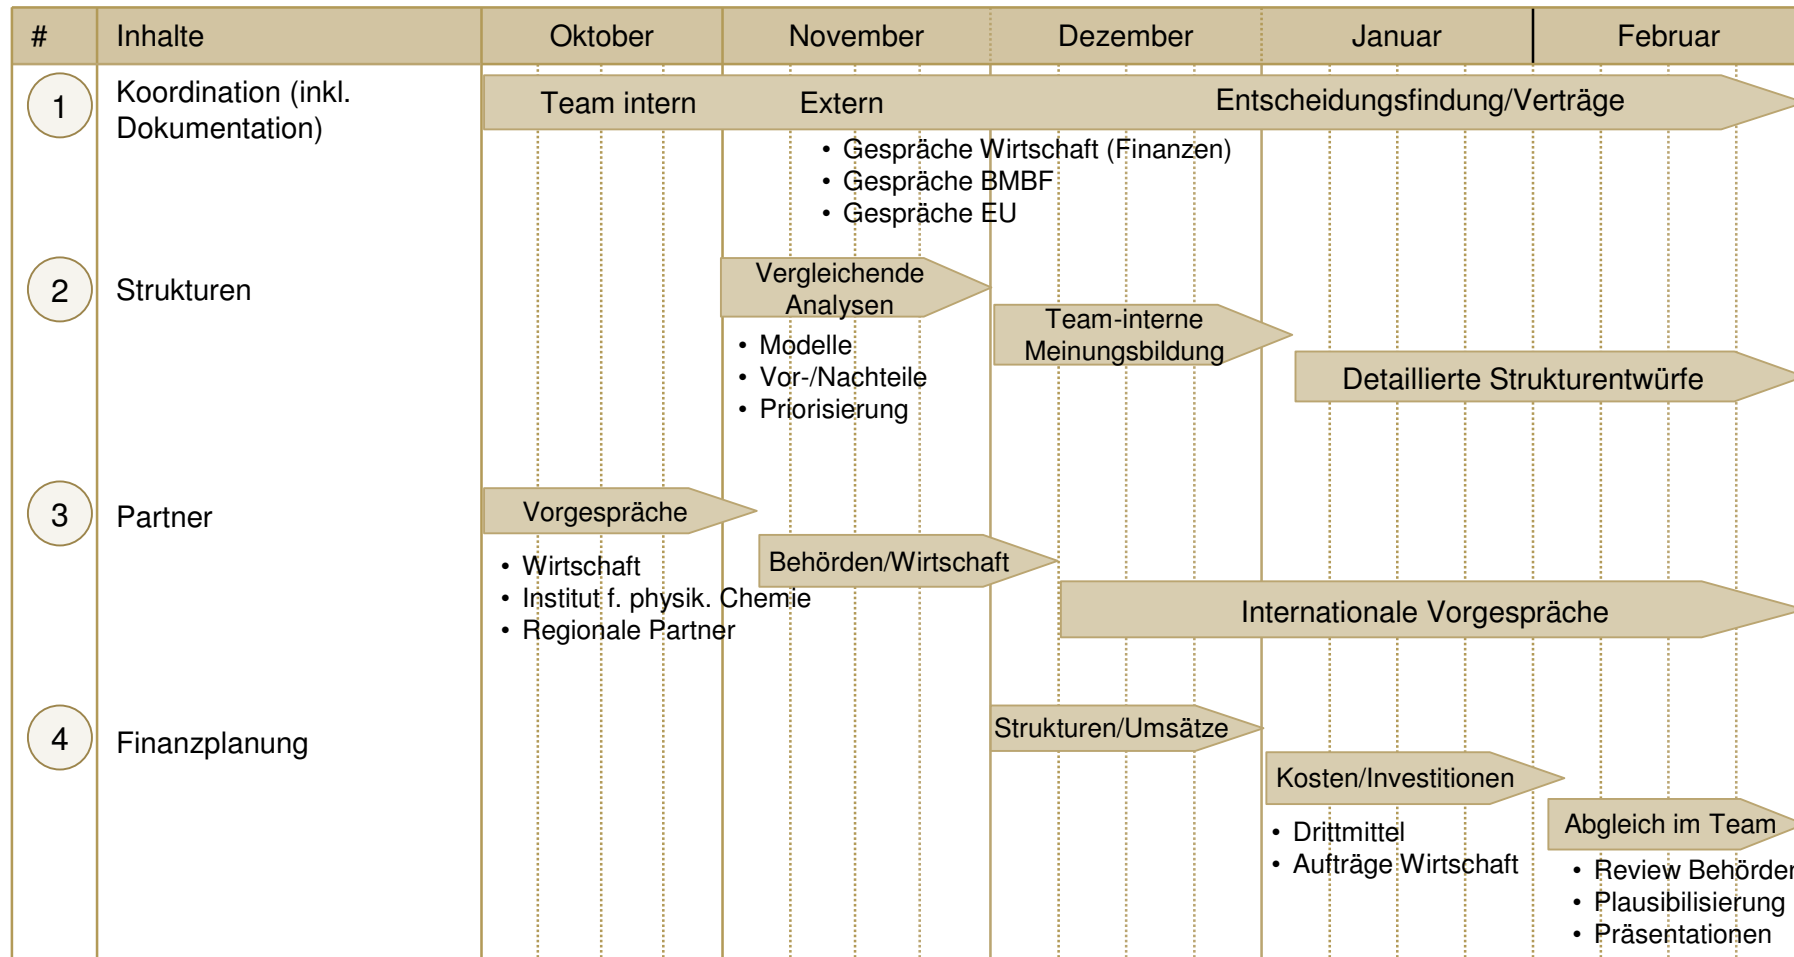 # Inhalte Oktober November Dezember Januar Februar
1 Koordination (inkl.
Dokumentation)
Team intern Extern Entscheidungsfindung/Verträge
• Gespräche Wirtschaft (Finanzen)
• Gespräche BMBF
• Gespräche EU
2 Strukturen
Vergleichende
Analysen
• Modelle
• Vor-/Nachteile
• Priorisierung
Team-interne
Meinungsbildung
Detaillierte Strukturentwürfe
3 Partner
Vorgespräche
• Wirtschaft
• Institut f. physik. Chemie
• Regionale Partner
Behörden/Wirtschaft
Internationale Vorgespräche
4 Finanzplanung
Strukturen/Umsätze
Kosten/Investitionen
• Drittmittel
• Aufträge Wirtschaft
Abgleich im Team
• Review Behörden
• Plausibilisierung
• Präsentationen